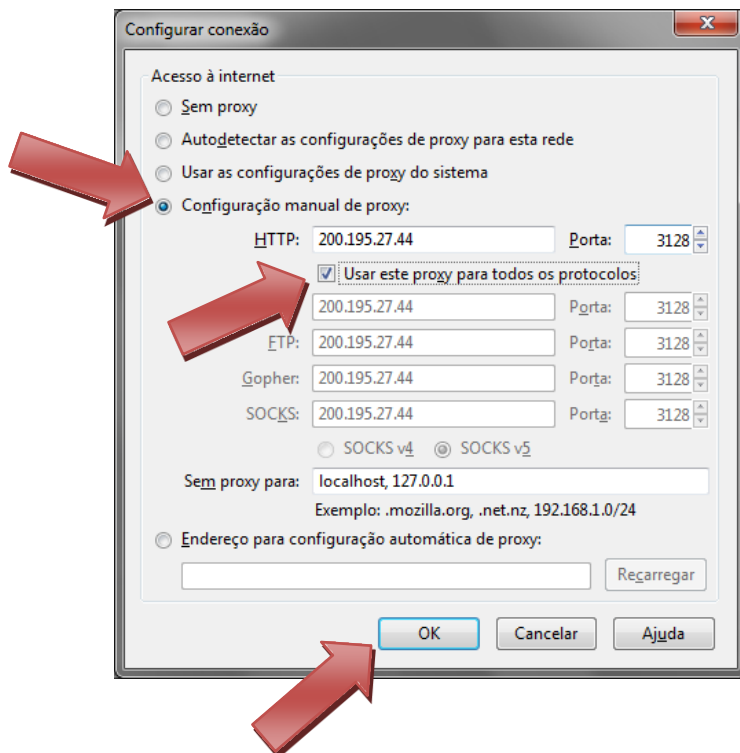 Configurar conexão
Acesso à internet
Sem proxy
Autodetectar as configurações de proxy para esta rede
Usar as configurações de proxy do sistema
Configuração manual de proxy:
HTTP: 200.195.27.44 Porta: 3128
Usar este proxy para todos os protocolos
200.195.27.44 Porta: 3128
FTP: 200.195.27.44 Porta: 3128
Gopher: 200.195.27.44 Porta: 3128
SOCKS: 200.195.27.44 Porta: 3128
SOCKS v4 SOCKS v5
Sem proxy para: localhost, 127.0.0.1
Exemplo: .mozilla.org, .net.nz, 192.168.1.0/24
Endereço para configuração automática de proxy:
Recarregar
OK Cancelar Ajuda